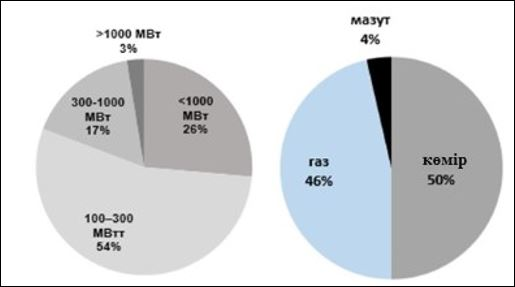 >1000 МВт
3%
300-1000
МВт
17%
<1000
МВт
26%
100–300
МВтт
54%
мазут
4%
газ
46%
көмір
50%